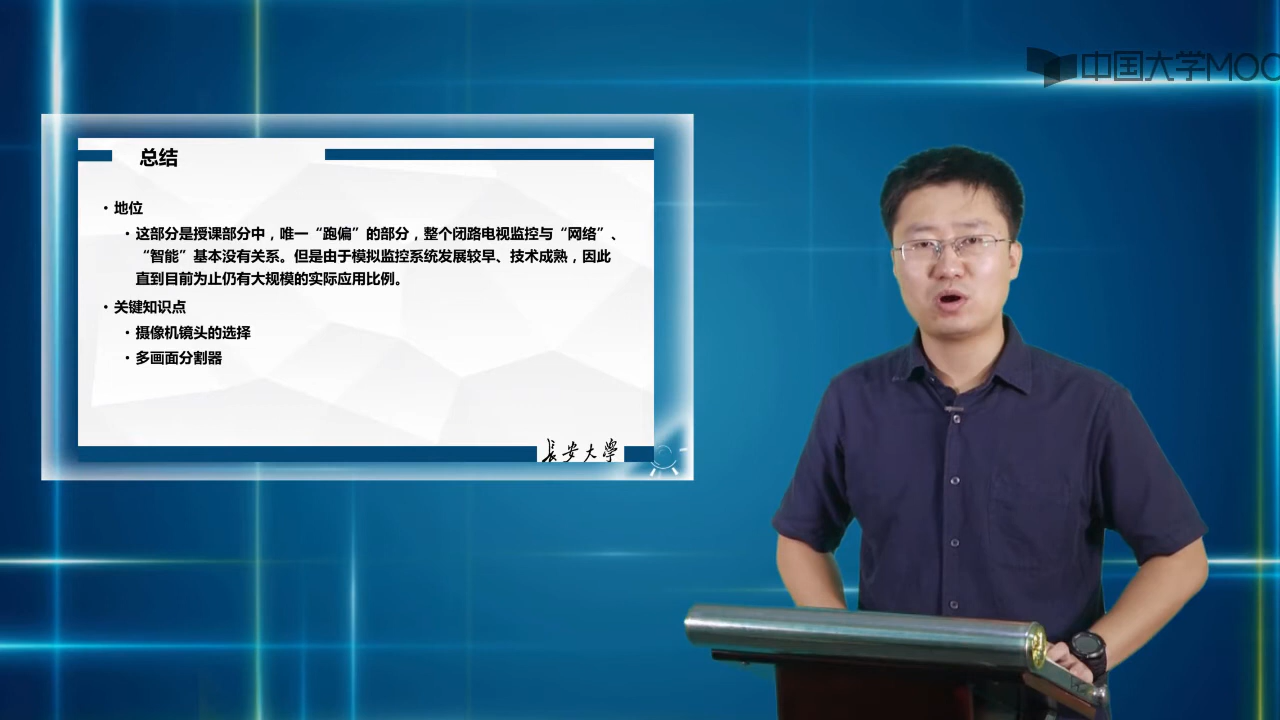 中国大学MOO
总结
• 地位
• 这部分是授课部分中，唯一“跑偏”的部分，整个闭路电视监控与“网络”、
“智能”基本没有关系。但是由于模拟监控系统发展较早、技术成熟，因此
直到目前为止仍有大规模的实际应用比例。
• 关键知识点
• 摄像机镜头的选择
• 多画面分割器
长安大学